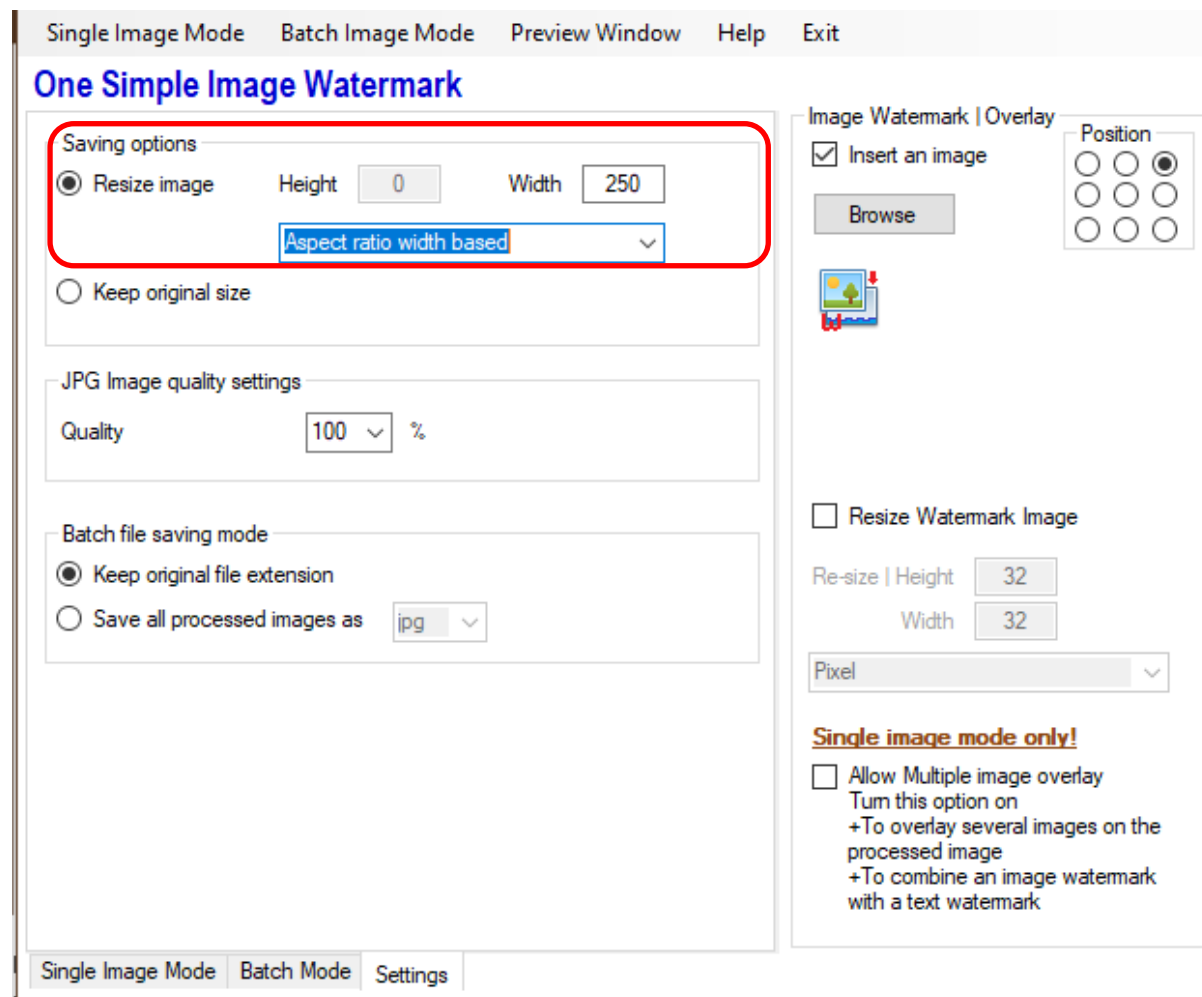 Single Image Mode Batch Image Mode Preview Window Help Exit
One Simple Image Watermark
Saving options
Resize image Height 0 Width 250
Aspect ratio width based
Keep original size
JPG Image quality settings
Quality 100 %
Batch file saving mode
Keep original file extension
Save all processed images as jpg
Image Watermark | Overlay
Position
Insert an image
Browse
W
Resize Watermark Image
Re-size | Height 32
Width 32
Pixel
Single image mode only!
Allow Multiple image overlay
Turn this option on
+To overlay several images on the
processed image
+To combine an image watermark
with a text watermark
Single Image Mode Batch Mode Settings